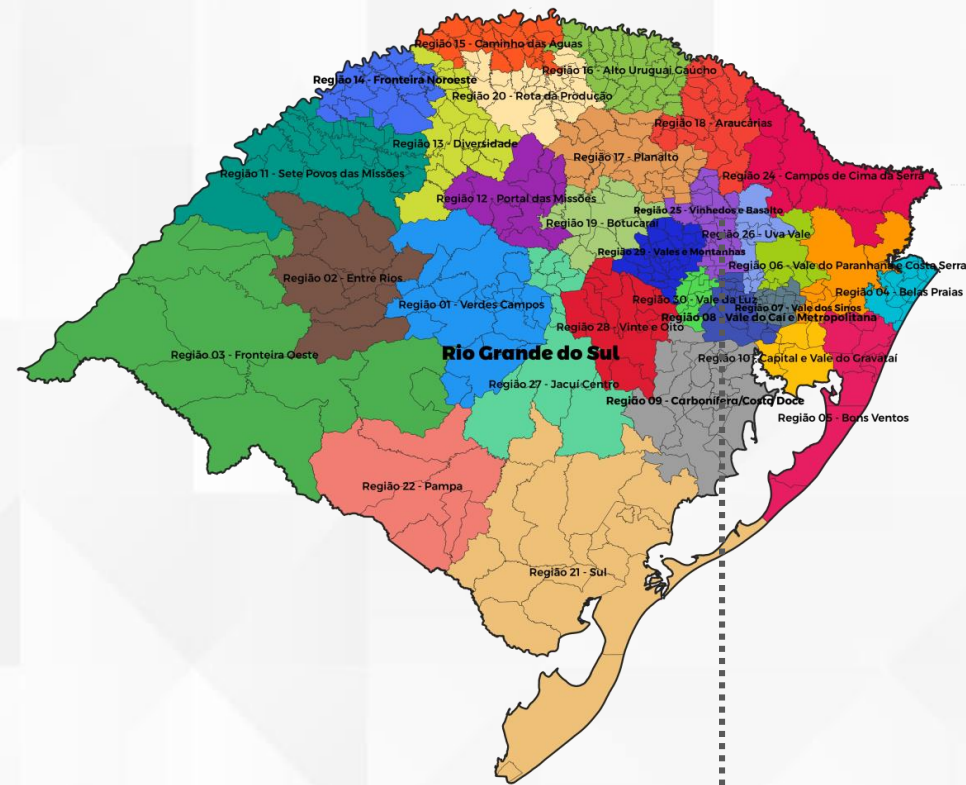 Região 15 - Caminho das Águas
Região 16 - Alto Uruguai Gaúcho
Região 14 - Fronteira Noroeste
Região 20 - Rota da Produção
Região 18 - Araucárias
Região 13 - Diversidade
Região 17 - Planalto
Região 11 - Sete Povos das Missões
Região 24 - Campos de Cima da Serra
Região 12 - Portal das Missões
Região 25 - Vinhedos e Basalto
Região 19 - Botucaraí
Região 26 - Uva Vale
Região 29 - Vales e Montanhas
Região 06 - Vale do Paranhana e Costa Serra
Região 02 - Entre Rios
Região 04 - Belas Praias
Região 30 - Vale da Luz
Região 01 - Verdes Campos
Região 07 - Vale dos Sinos
Região 08 - Vale do Caí e Metropolitana
Região 28 - Vinte e Oito
Rio Grande do Sul
Região 03 - Fronteira Oeste
Região 10 - Capital e Vale do Gravataí
Região 27 - Jacuí Centro
Região 09 - Carbonífera/Costa Doce
Região 05 - Bons Ventos
Região 22 - Pampa
Região 21 - Sul